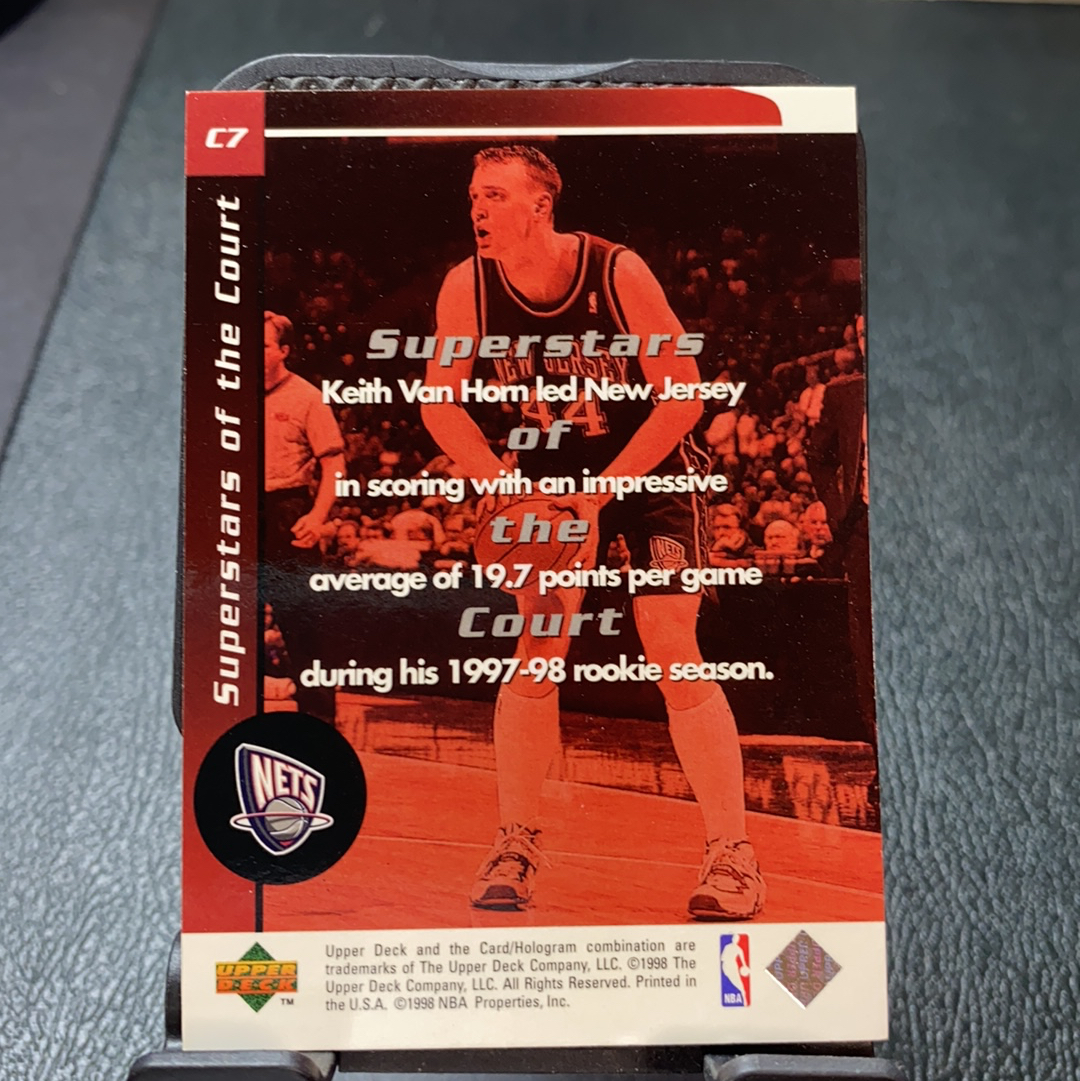 C7
Superstars of the Court
NEW JERSEY
44
Superstars
Keith Van Horn led New Jersey
of
in scoring with an impressive
the
average of 19.7 points per game
Court
during his 1997-98 rookie season.
NETS
NETS
UPPER
DECK
TM
Upper Deck and the Card/Hologram combination are
trademarks of The Upper Deck Company, LLC. ©1998 The
Upper Deck Company, LLC. All Rights Reserved. Printed in
the U.S.A. ©1998 NBA Properties, Inc.
NBA